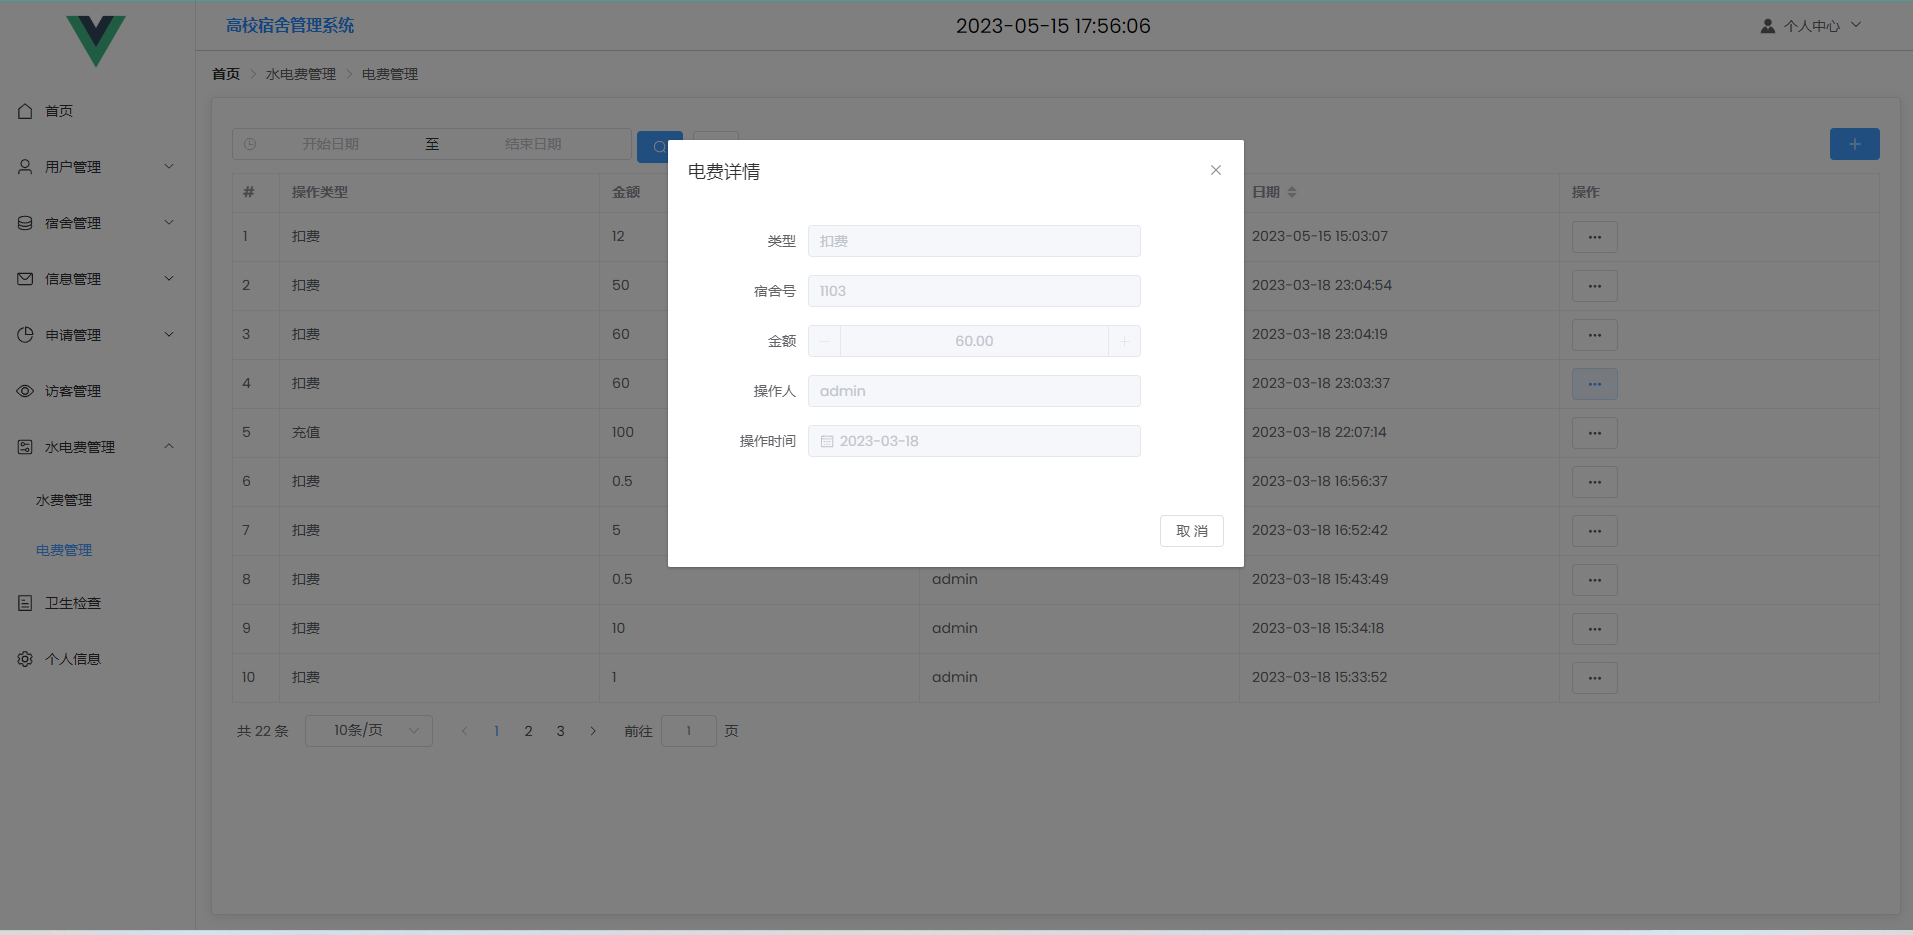 高校宿舍管理系统
2023-05-15 17:56:06
个人中心
首页 水电费管理 电费管理
首页
用户管理
宿舍管理
信息管理
申请管理
访客管理
水电费管理
水费管理
电费管理
卫生检查
个人信息
开始日期 至 结束日期
# 操作类型 金额 日期 操作
1 扣费 12 2023-05-15 15:03:07
2 扣费 50 2023-03-18 23:04:54
3 扣费 60 2023-03-18 23:04:19
4 扣费 60 2023-03-18 23:03:37
5 充值 100 2023-03-18 22:07:14
6 扣费 0.5 2023-03-18 16:56:37
7 扣费 5 2023-03-18 16:52:42
8 扣费 0.5 admin 2023-03-18 15:43:49
9 扣费 10 admin 2023-03-18 15:34:18
10 扣费 1 admin 2023-03-18 15:33:52
共 22 条 10条/页 1 2 3 前往 1 页
电费详情
类型 扣费
宿舍号 1103
金额 60.00
操作人 admin
操作时间 2023-03-18
取 消